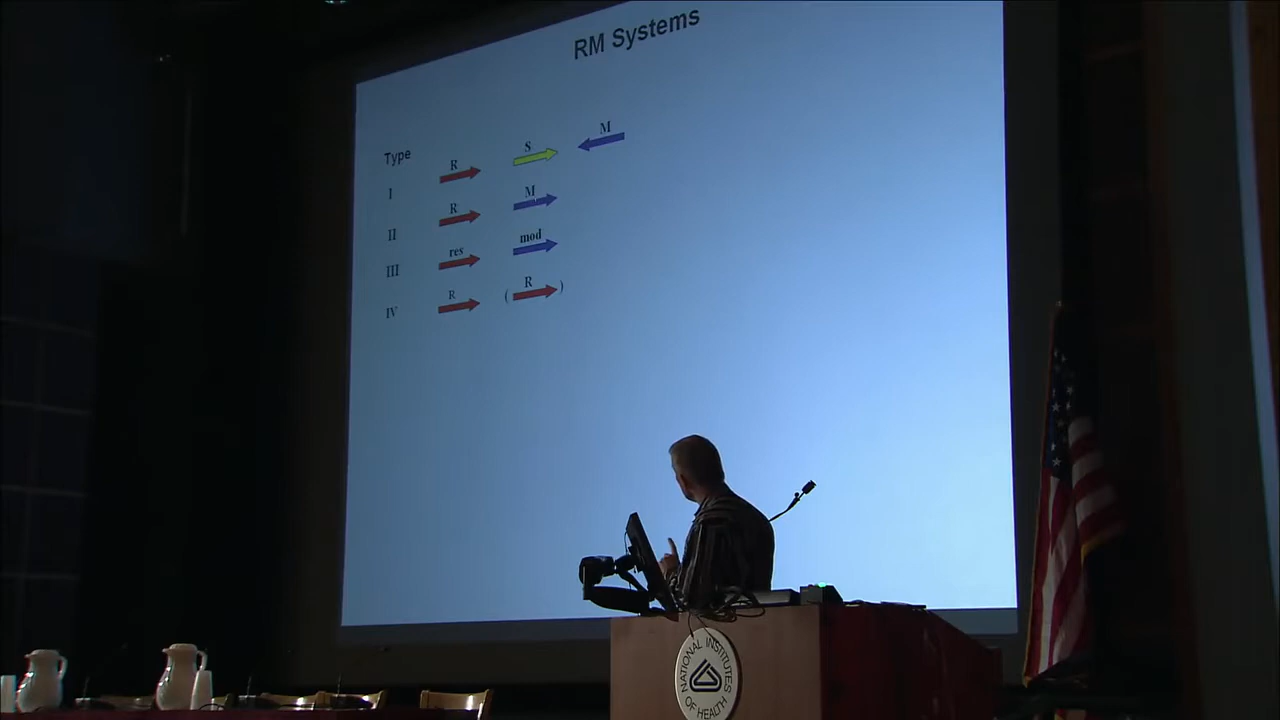 RM Systems
Type
I R S M
II R M
III res mod
IV R (R)
NATIONAL INSTITUTES
OF HEALTH